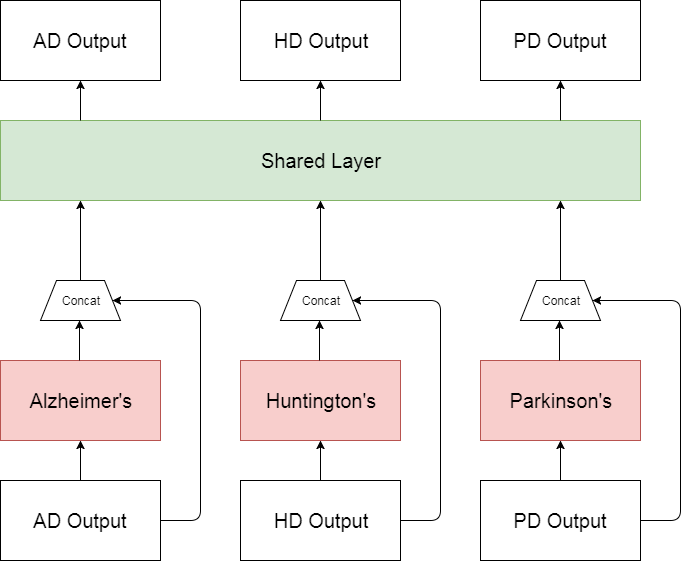 AD Output
HD Output
PD Output
Shared Layer
Concat
Concat
Concat
Alzheimer's
Huntington's
Parkinson's
AD Output
HD Output
PD Output